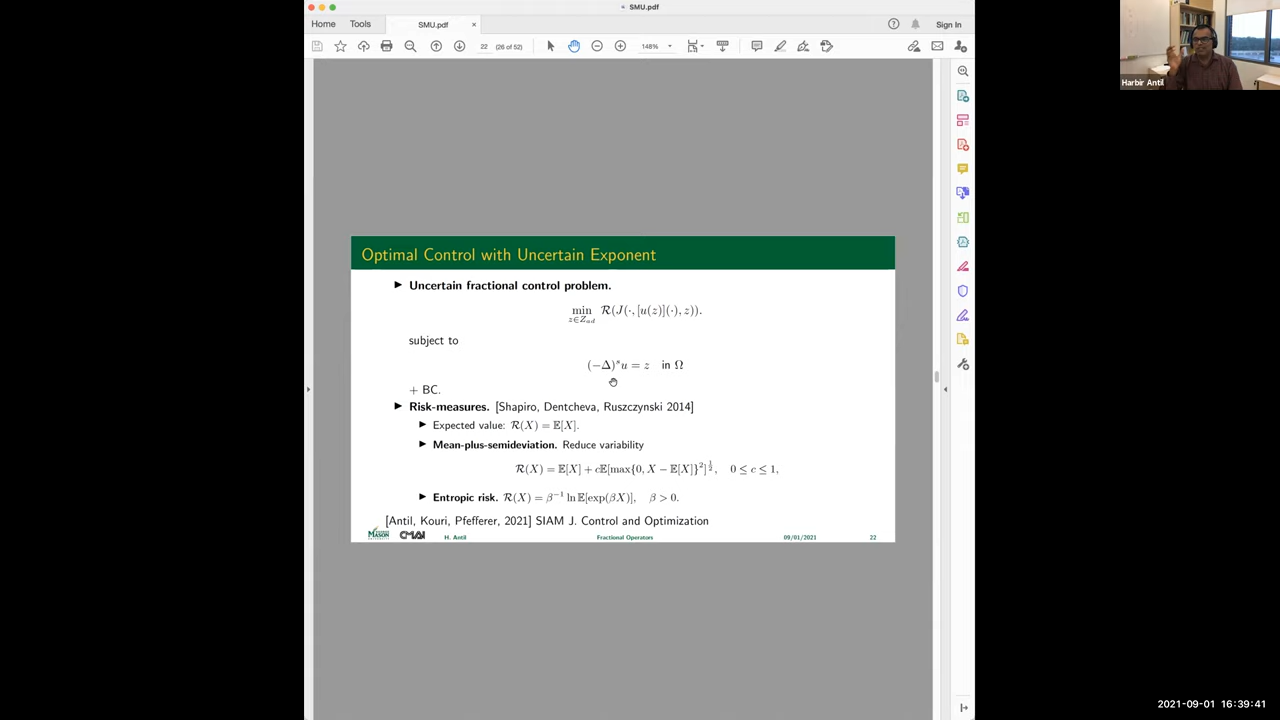 SMU.pdf
Home Tools SMU.pdf × Sign In
22 (26 of 52) 148%
Harbir Antil
Optimal Control with Uncertain Exponent
► Uncertain fractional control problem.
min z∈Z_ad R(J(·, [u(z)](·), z)).
subject to
(−Δ)^s u = z in Ω
+ BC.
► Risk-measures. [Shapiro, Dentcheva, Ruszczynski 2014]
► Expected value: R(X) = 𝔼[X].
► Mean-plus-semideviation. Reduce variability
R(X) = 𝔼[X] + c𝔼[max{0, X − 𝔼[X]}^2]^{1/2}, 0 ≤ c ≤ 1,
► Entropic risk. R(X) = β^{−1} ln 𝔼[exp(βX)], β > 0.
[Antil, Kouri, Pfefferer, 2021] SIAM J. Control and Optimization
MASON CMAI H. Antil Fractional Operators 09/01/2021 22
2021-09-01 16:39:41